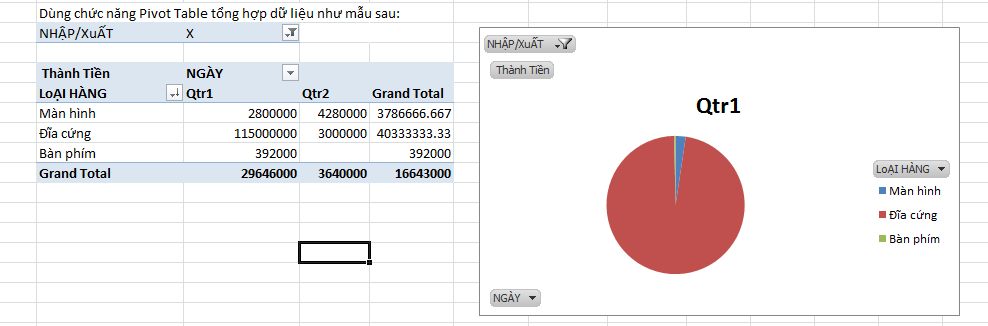 Dùng chức năng Pivot Table tổng hợp dữ liệu như mẫu sau:
NHẬP/XuẤT X
Thành Tiền NGÀY
LoẠI HÀNG Qtr1 Qtr2 Grand Total
Màn hình 2800000 4280000 3786666.667
Đĩa cứng 115000000 3000000 40333333.33
Bàn phím 392000 392000
Grand Total 29646000 3640000 16643000
NHẬP/XuẤT
Thành Tiền
Qtr1
LoẠI HÀNG
Màn hình
Đĩa cứng
Bàn phím
NGÀY